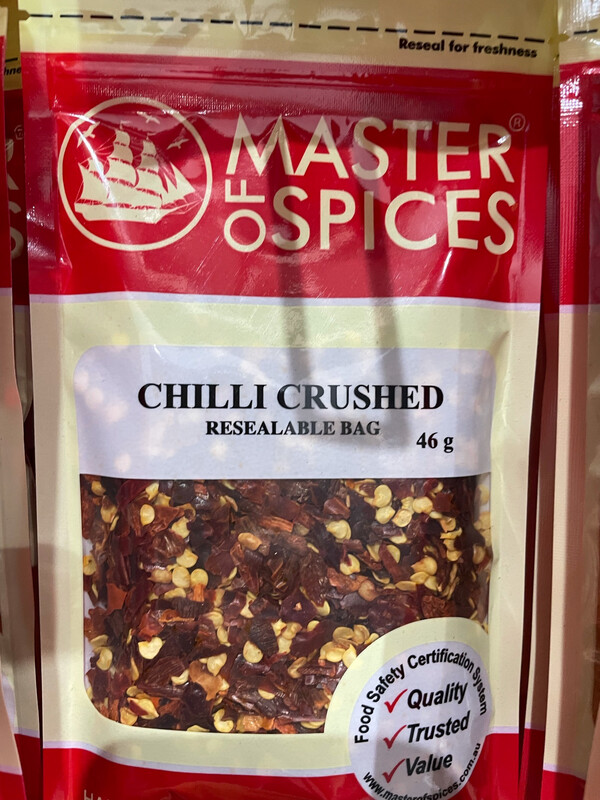 Reseal for freshness
MASTER®
OF SPICES
CHILLI CRUSHED
RESEALABLE BAG
46 g
Food Safety Certification System
Quality
Trusted
Value
www.masterofspices.com.au